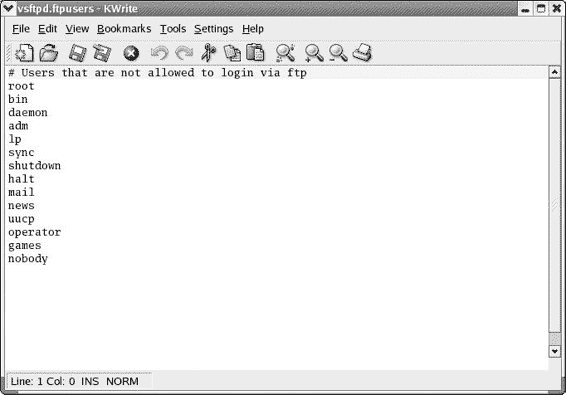 vsftpd.ftpusers - KWrite
File Edit View Bookmarks Tools Settings Help
# Users that are not allowed to login via ftp
root
bin
daemon
adm
lp
sync
shutdown
halt
mail
news
uucp
operator
games
nobody
Line: 1 Col: 0 INS NORM